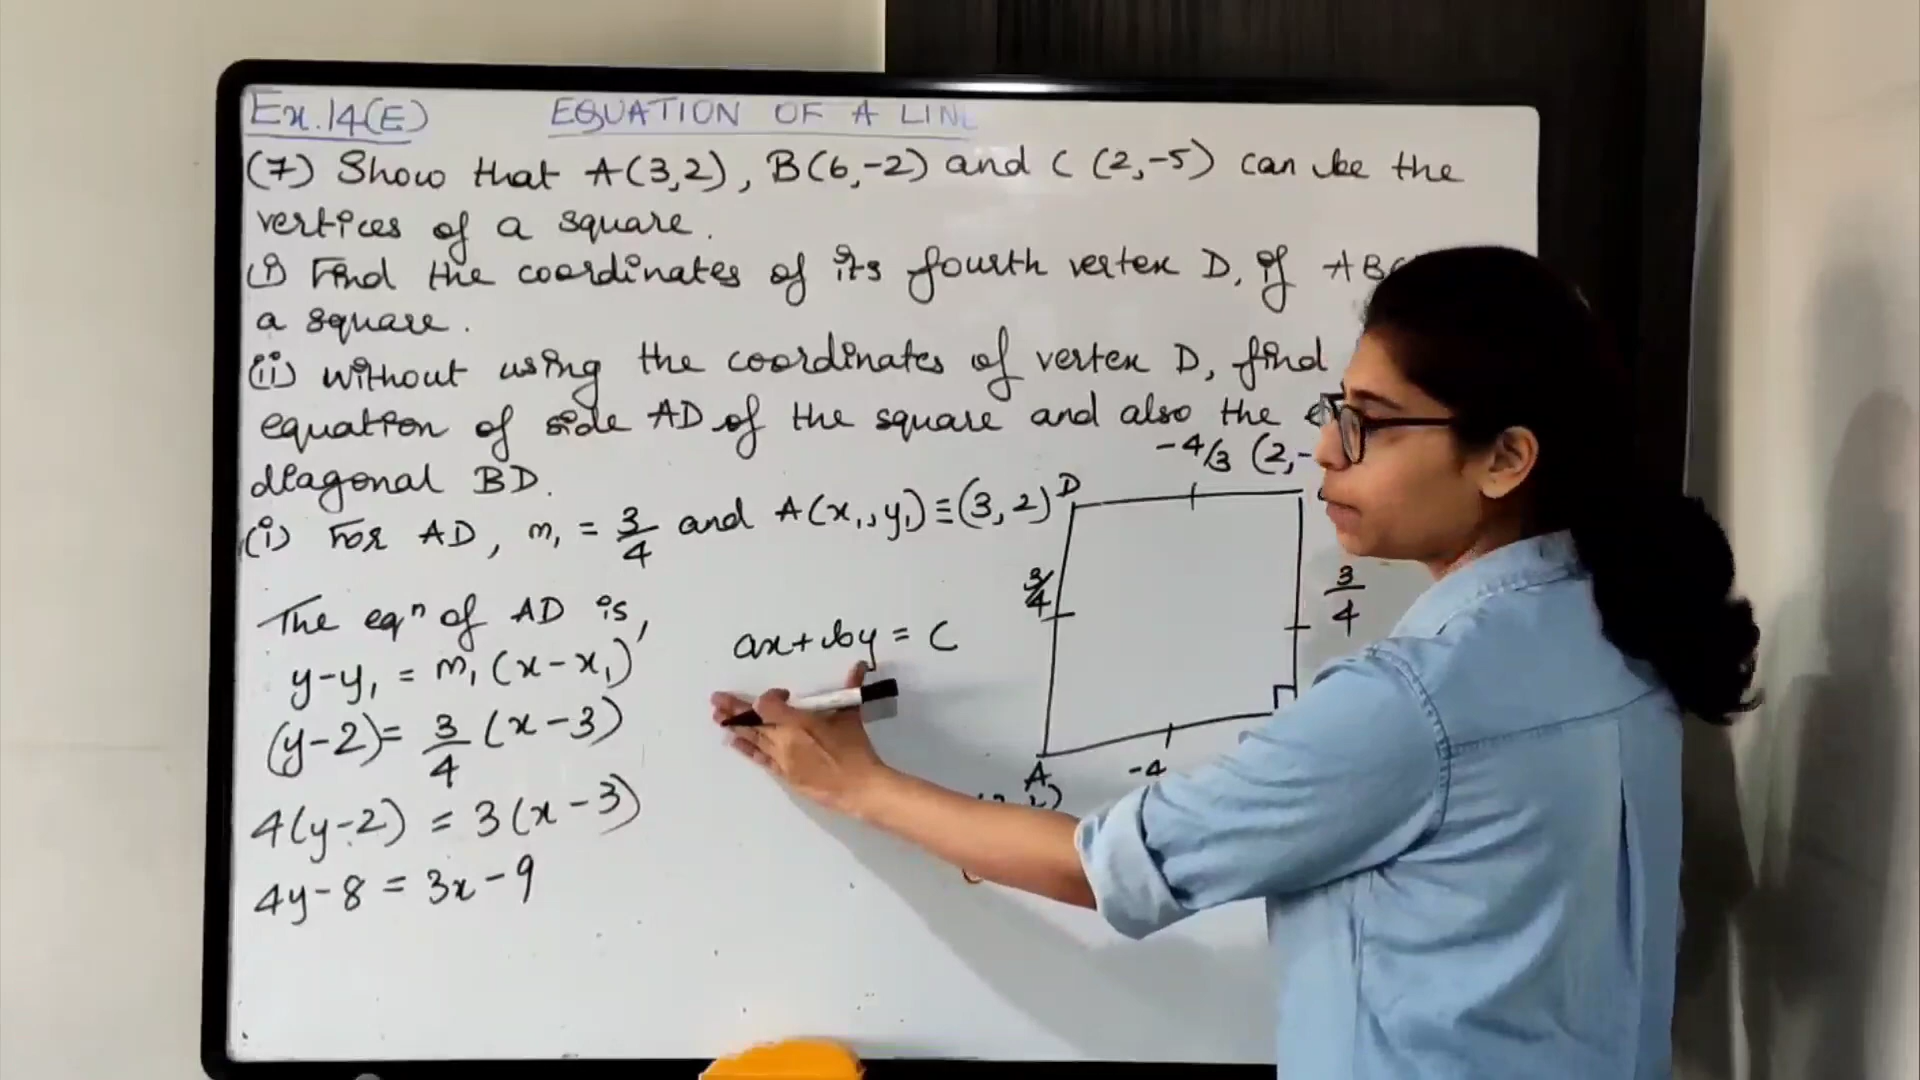 Ex.14(E) EQUATION OF A LINE
(7) Show that A(3,2), B(6,-2) and C (2,-5) can be the
vertices of a square.
(i) Find the coordinates of its fourth vertex D, if ABC
a square.
(ii) without using the coordinates of vertex D, find
equation of side AD of the square and also the
diagonal BD.
-4/3 (2,-
(i) For AD, m₁ = 3/4 and A(x₁, y₁) ≡ (3, 2)
D
3/4
3/4
The eqⁿ of AD is,
ax+by = C
y-y₁ = m₁(x-x₁)
(y-2) = 3/4 (x-3)
A
-4
4(y-2) = 3(x-3)
4y-8 = 3x-9